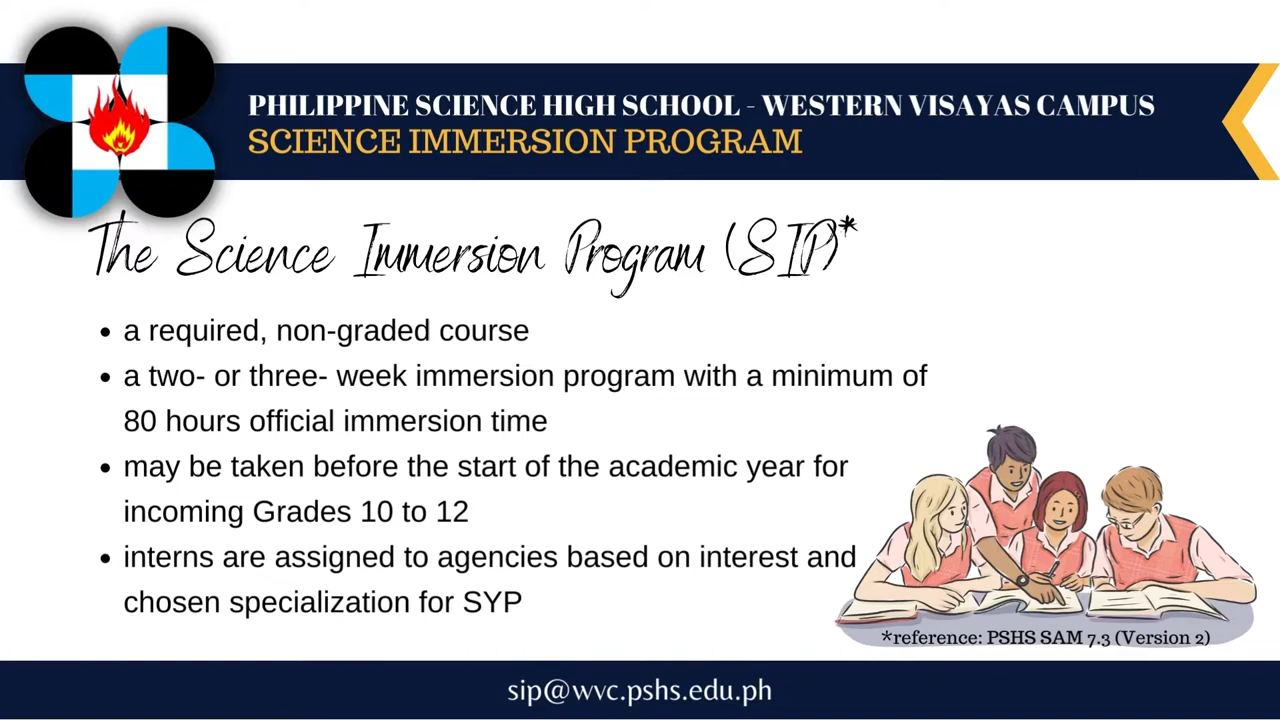 PHILIPPINE SCIENCE HIGH SCHOOL - WESTERN VISAYAS CAMPUS
SCIENCE IMMERSION PROGRAM
The Science Immersion Program (SIP)*
• a required, non-graded course
• a two- or three- week immersion program with a minimum of
80 hours official immersion time
• may be taken before the start of the academic year for
incoming Grades 10 to 12
• interns are assigned to agencies based on interest and
chosen specialization for SYP
*reference: PSHS SAM 7.3 (Version 2)
sip@wvc.pshs.edu.ph